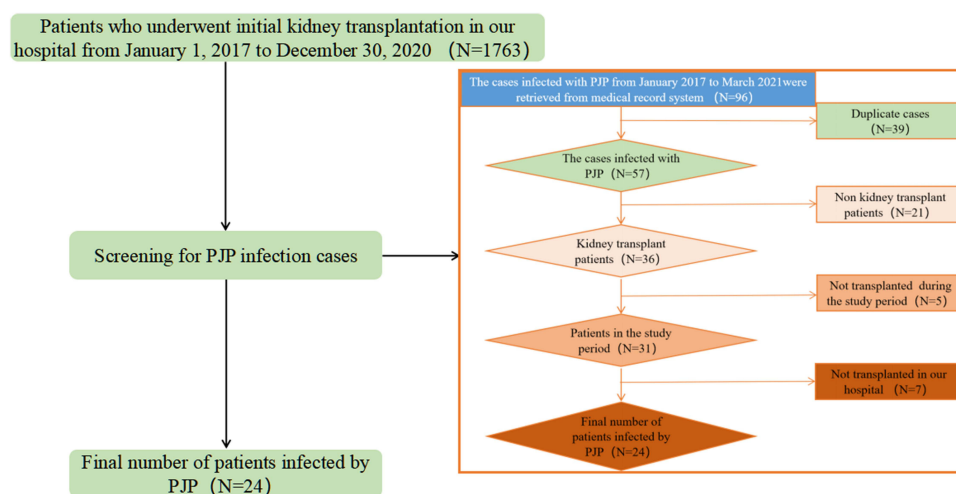 Patients who underwent initial kidney transplantation in our
hospital from January 1, 2017 to December 30, 2020 （N=1763）
The cases infected with PJP from January 2017 to March 2021were
retrieved from medical record system （N=96）
Duplicate cases
（N=39）
The cases infected with
PJP（N=57）
Non kidney transplant
patients（N=21）
Screening for PJP infection cases
Kidney transplant
patients（N=36）
Not transplanted during
the study period（N=5）
Patients in the study
period（N=31）
Not transplanted in our
hospital （N=7）
Final number of
patients infected by
PJP（N=24）
Final number of patients infected by
PJP（N=24）